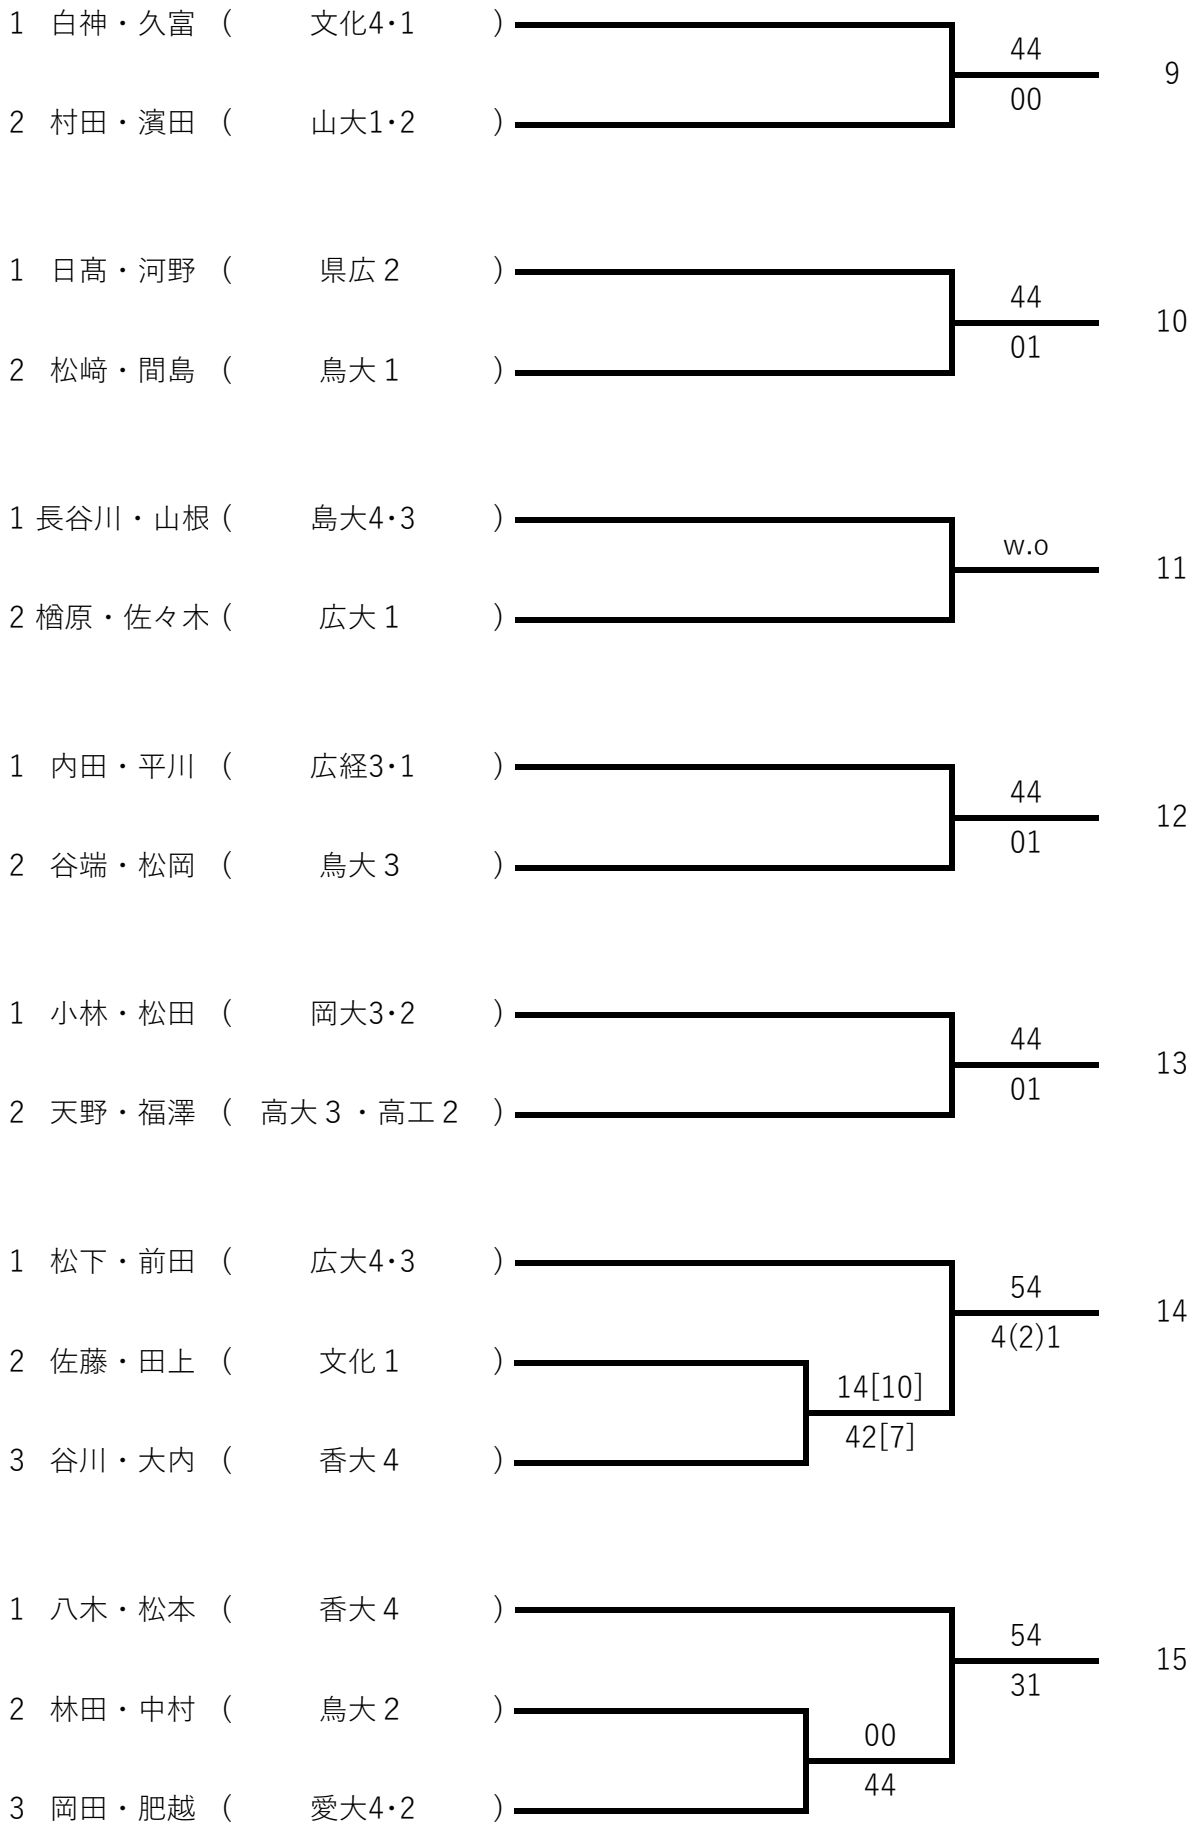 1 白神・久富 ( 文化4・1 )
44
9
00
2 村田・濱田 ( 山大1・2 )
1 日髙・河野 ( 県広２ )
44
10
01
2 松﨑・間島 ( 鳥大１ )
1 長谷川・山根 ( 島大4・3 )
w.o
11
2 楢原・佐々木 ( 広大１ )
1 内田・平川 ( 広経3・1 )
44
12
01
2 谷端・松岡 ( 鳥大３ )
1 小林・松田 ( 岡大3・2 )
44
13
01
2 天野・福澤 ( 高大３・高工２ )
1 松下・前田 ( 広大4・3 )
54
14
4(2)1
2 佐藤・田上 ( 文化１ )
14[10]
42[7]
3 谷川・大内 ( 香大４ )
1 八木・松本 ( 香大４ )
54
15
31
2 林田・中村 ( 鳥大２ )
00
44
3 岡田・肥越 ( 愛大4・2 )